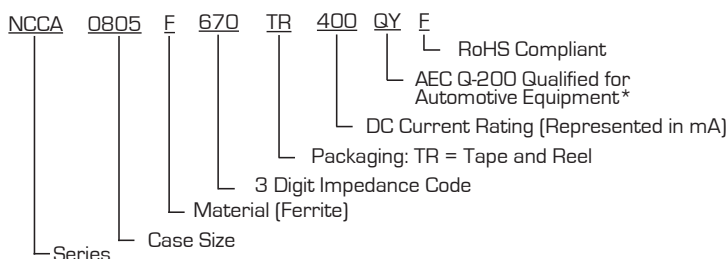 NCCA 0805 F 670 TR 400 QY F
RoHS Compliant
AEC Q-200 Qualified for
Automotive Equipment*
DC Current Rating (Represented in mA)
Packaging: TR = Tape and Reel
3 Digit Impedance Code
Material (Ferrite)
Case Size
Series